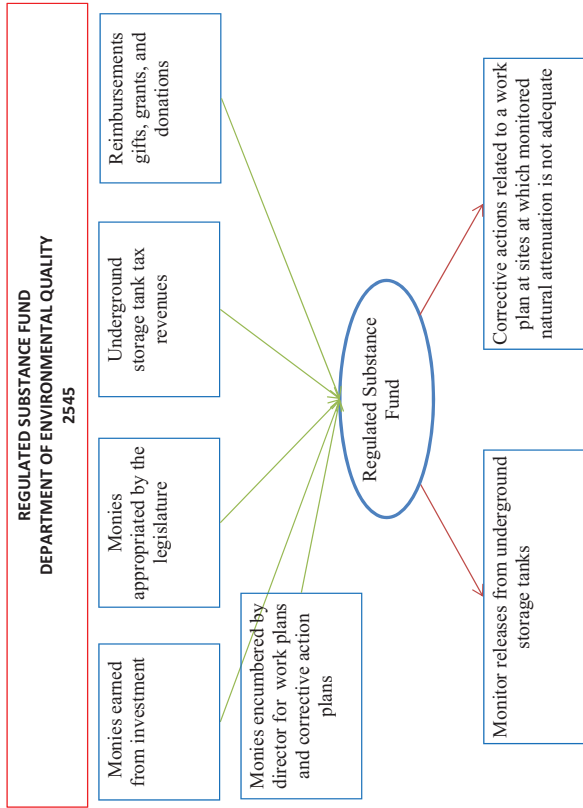 REGULATED SUBSTANCE FUND
DEPARTMENT OF ENVIRONMENTAL QUALITY
2545
Monies earned
from investment
Monies
appropriated by the
legislature
Underground
storage tank tax
revenues
Reimbursements
gifts, grants, and
donations
Monies encumbered by
director for work plans
and corrective action
plans
Regulated Substance
Fund
Monitor releases from underground
storage tanks
Corrective actions related to a work
plan at sites at which monitored
natural attenuation is not adequate